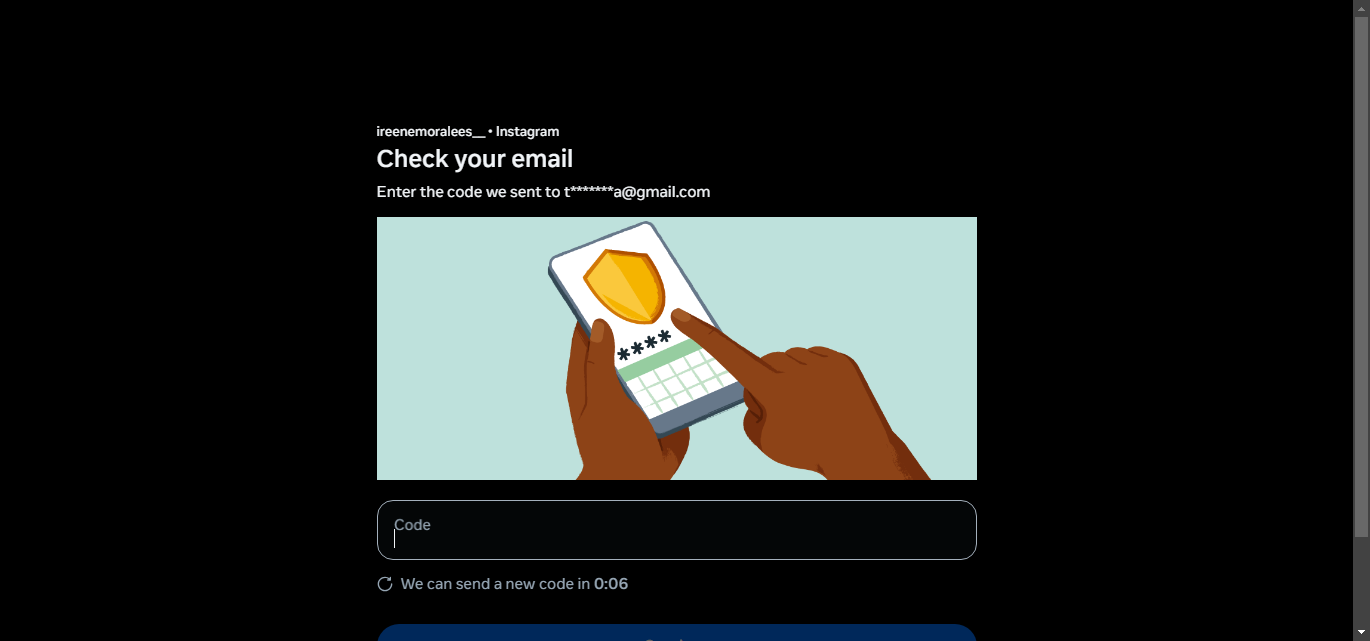 ireenemoralees__ • Instagram
Check your email
Enter the code we sent to t*******a@gmail.com
****
Code
We can send a new code in 0:06